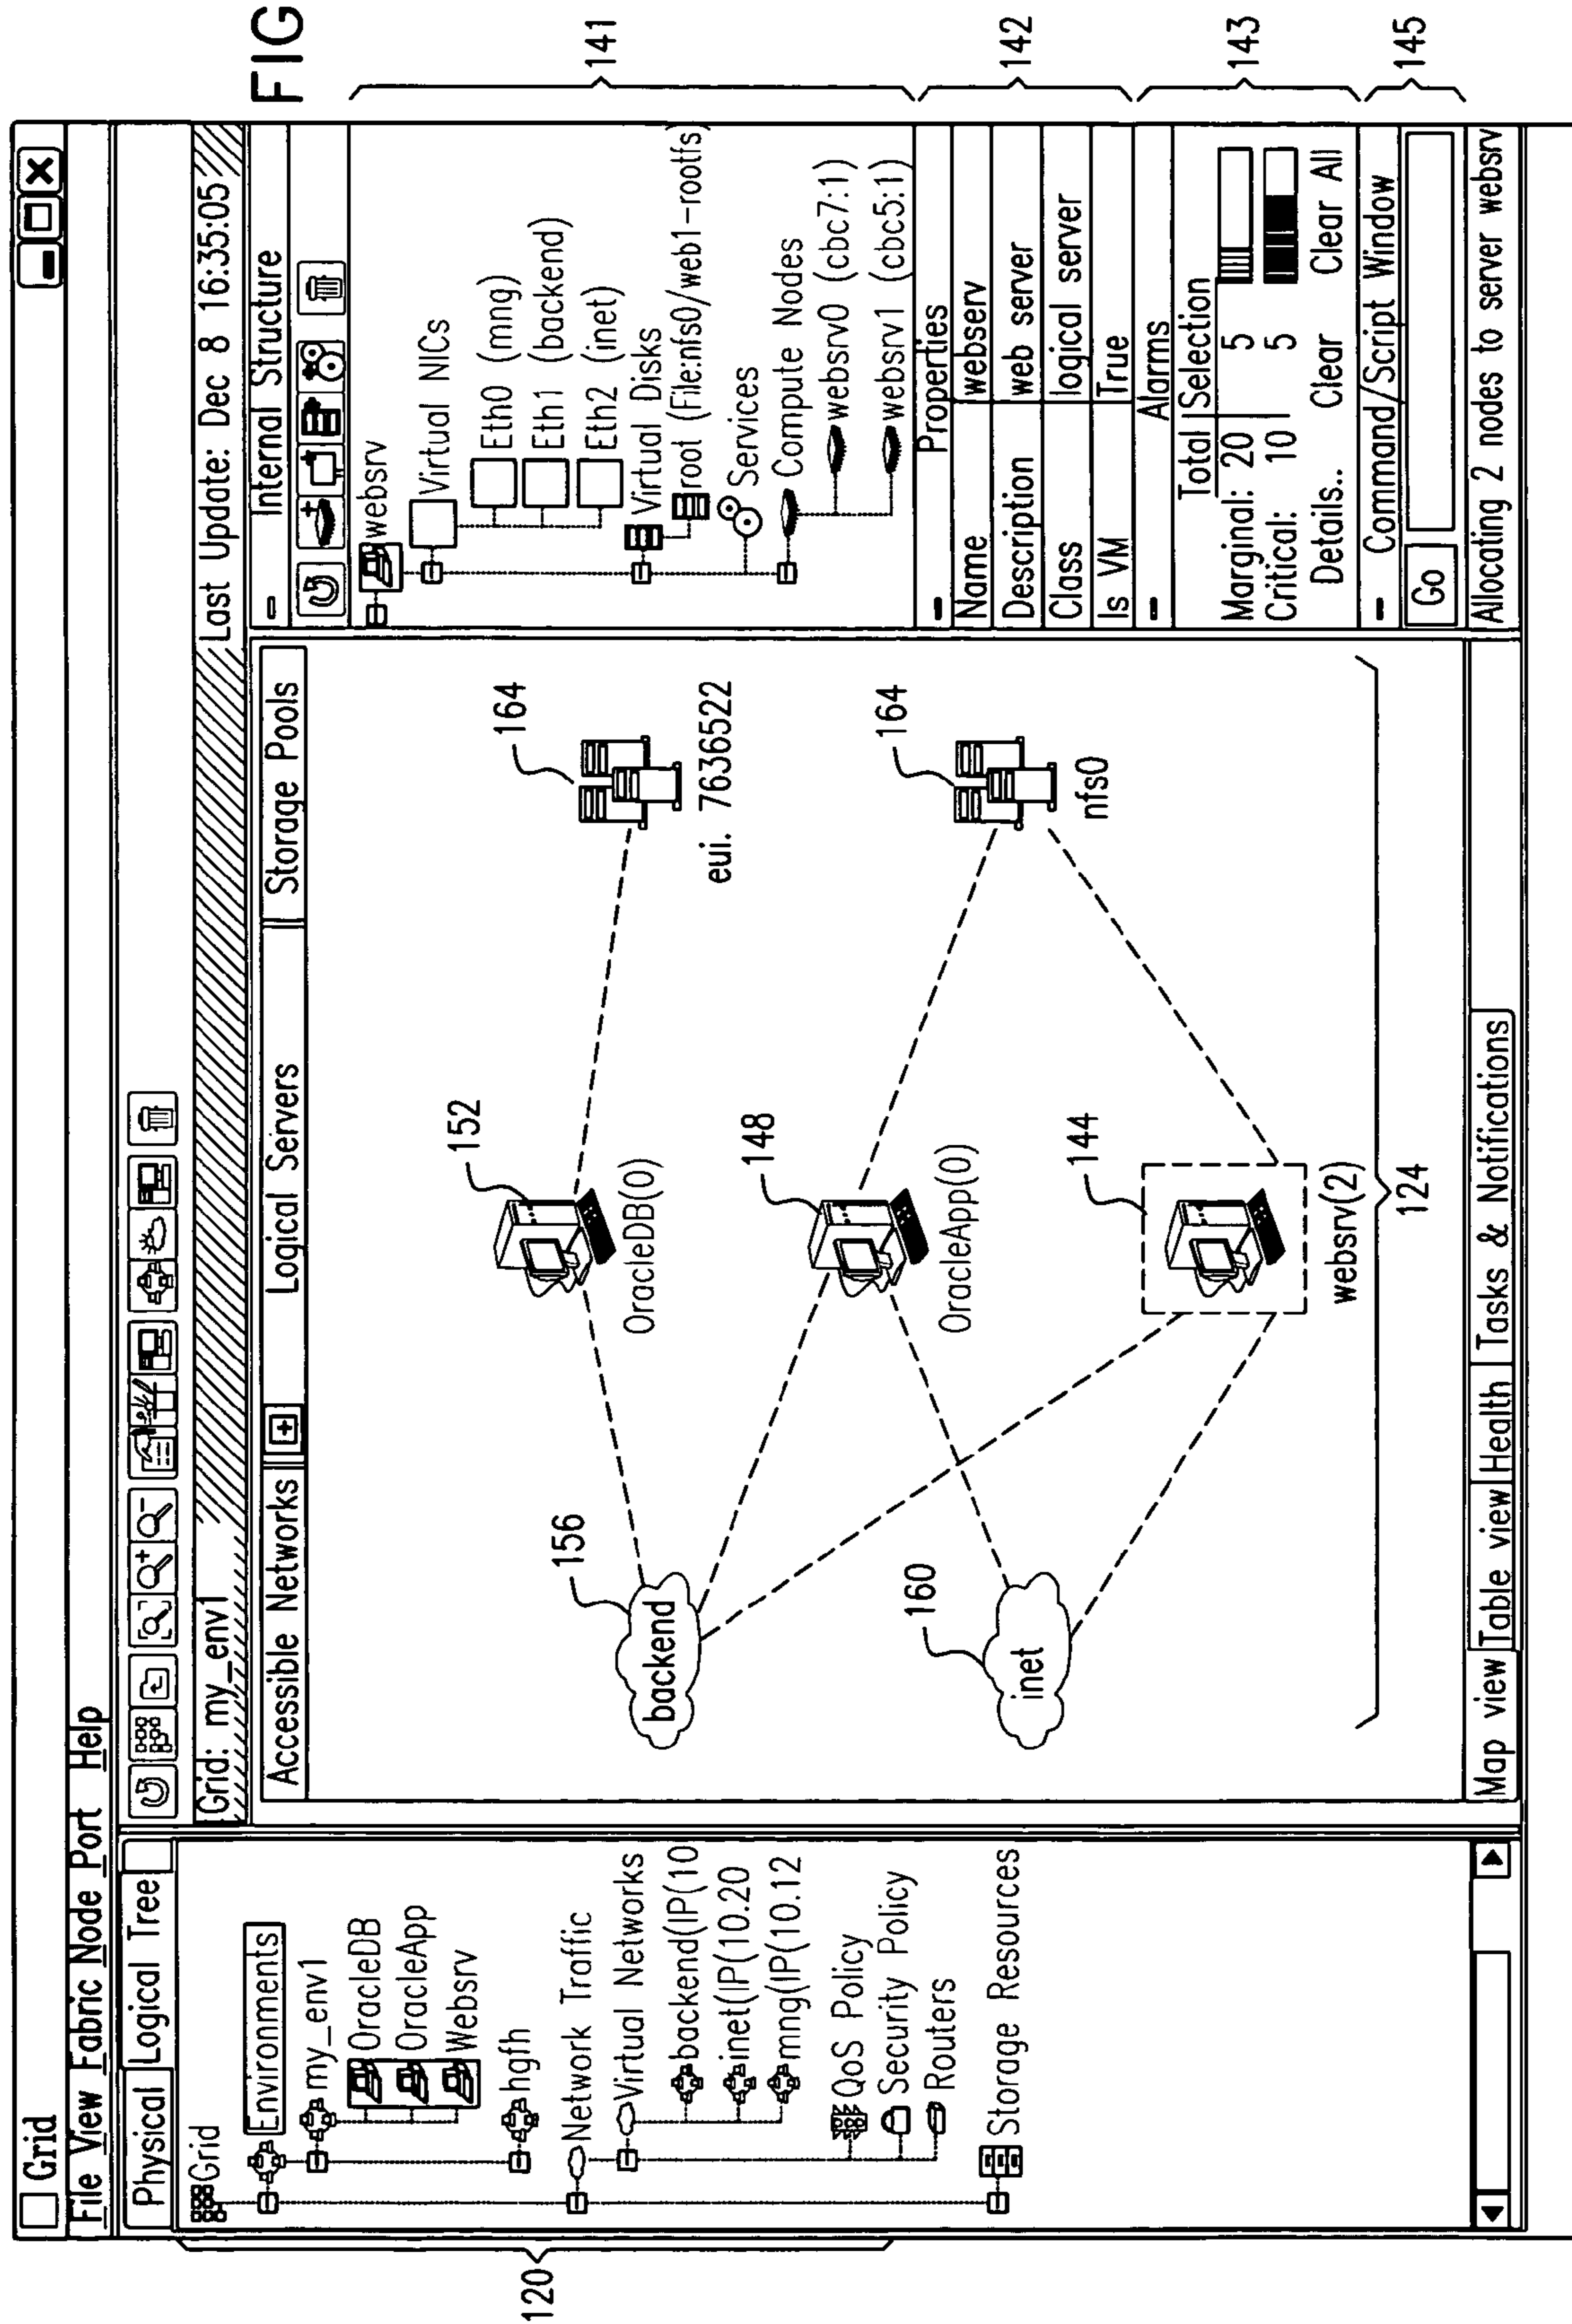 FIG
Grid
File View Fabric Node Port Help
Physical Logical Tree
Grid
Environments
my_env1
OracleDB
OracleApp
Websrv
hgfh
Network Traffic
Virtual Networks
backend(IP(10
inet(IP(10.20
mng(IP(10.12
QoS Policy
Security Policy
Routers
Storage Resources
120
Grid: my_env1
Last Update: Dec 8 16:35:05
Accessible Networks + Logical Servers Storage Pools
156
backend
160
inet
152
OracleDB(0)
148
OracleApp(0)
144
websrv(2)
164
eui. 7636522
164
nfs0
124
Map view Table view Health Tasks & Notifications
Internal Structure
websrv
Virtual NICs
Eth0 (mng)
Eth1 (backend)
Eth2 (inet)
Virtual Disks
root (File:nfs0/web1-rootfs)
Services
Compute Nodes
websrv0 (cbc7:1)
websrv1 (cbc5:1)
141
Properties
Name webserv
Description web server
Class logical server
Is VM True
142
Alarms
Total Selection
Marginal: 20 5
Critical: 10 5
Details.. Clear Clear All
143
Command/Script Window
Go
145
Allocating 2 nodes to server websrv